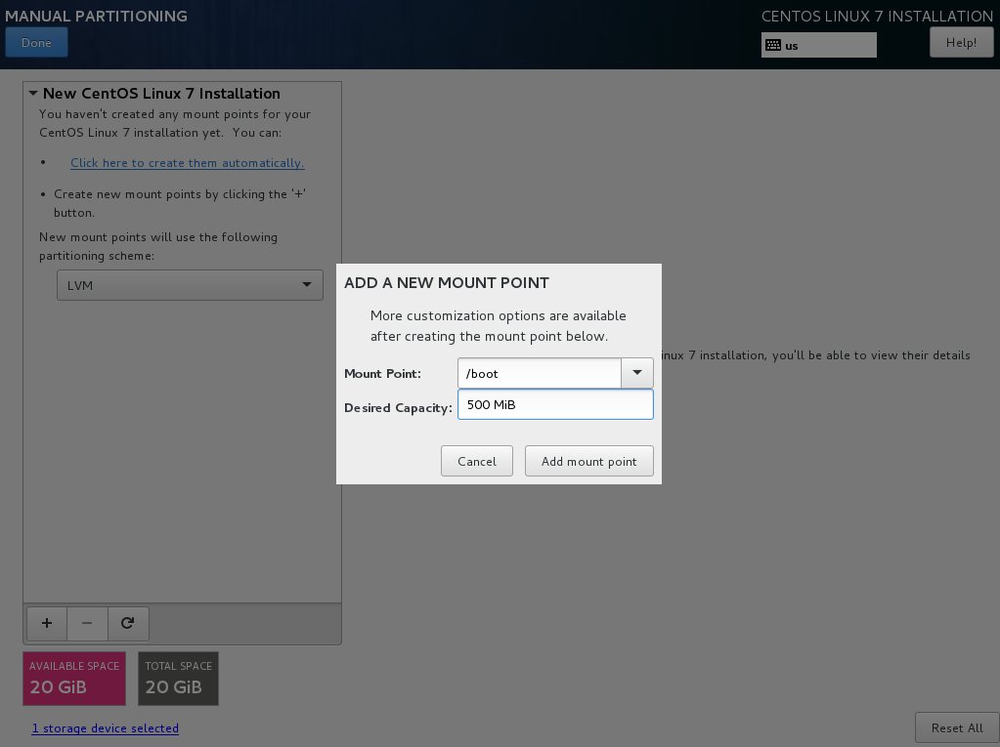 MANUAL PARTITIONING
CENTOS LINUX 7 INSTALLATION
Done
us
Help!
New CentOS Linux 7 Installation
You haven't created any mount points for your
CentOS Linux 7 installation yet.  You can:
• Click here to create them automatically.
• Create new mount points by clicking the '+'
button.
New mount points will use the following
partitioning scheme:
LVM
ADD A NEW MOUNT POINT
More customization options are available
after creating the mount point below.
Mount Point:
/boot
Desired Capacity:
500 MiB
Cancel
Add mount point
inux 7 installation, you'll be able to view their details
+ −
AVAILABLE SPACE
20 GiB
TOTAL SPACE
20 GiB
1 storage device selected
Reset All